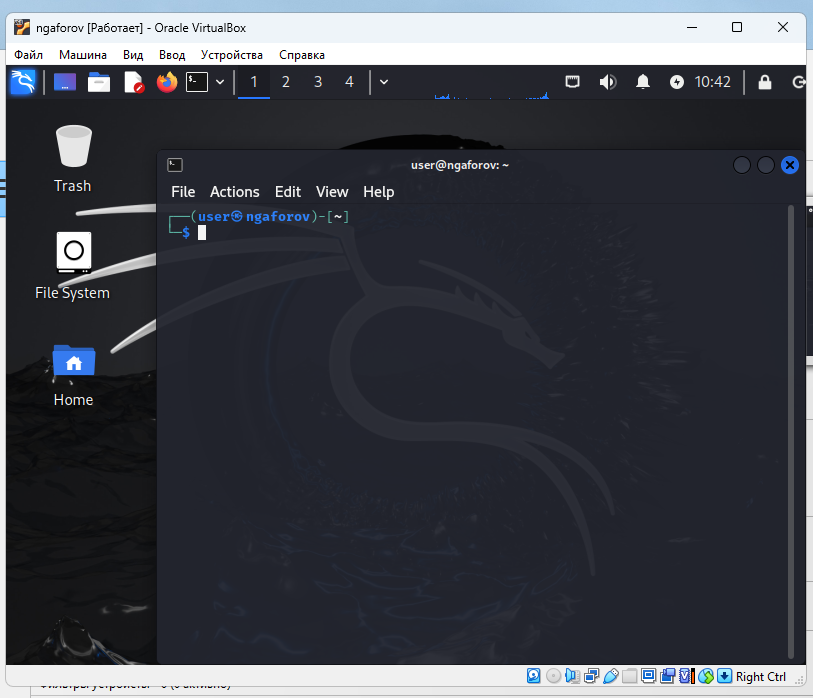 ngaforov [Работает] - Oracle VirtualBox
Файл Машина Вид Ввод Устройства Справка
1 2 3 4 10:42
Trash
File System
Home
user@ngaforov: ~
File Actions Edit View Help
(user㉿ngaforov)-[~]
$
Right Ctrl